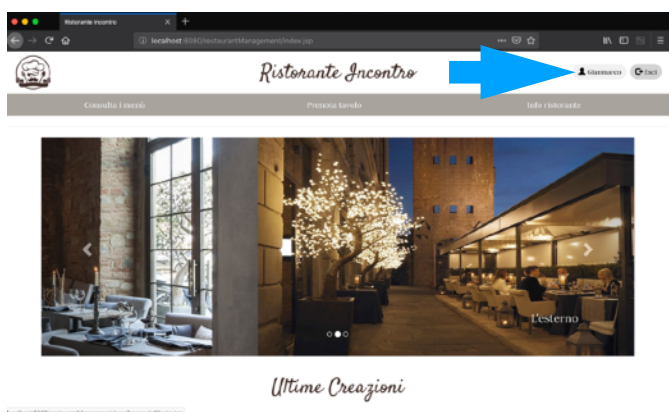 Ristorante Incontro
localhost:8080/restaurantManagement/index.jsp
Ristorante Incontro
Gianmarco
Esci
Consulta i menù
Prenota tavolo
Info ristorante
L'esterno
Ultime Creazioni